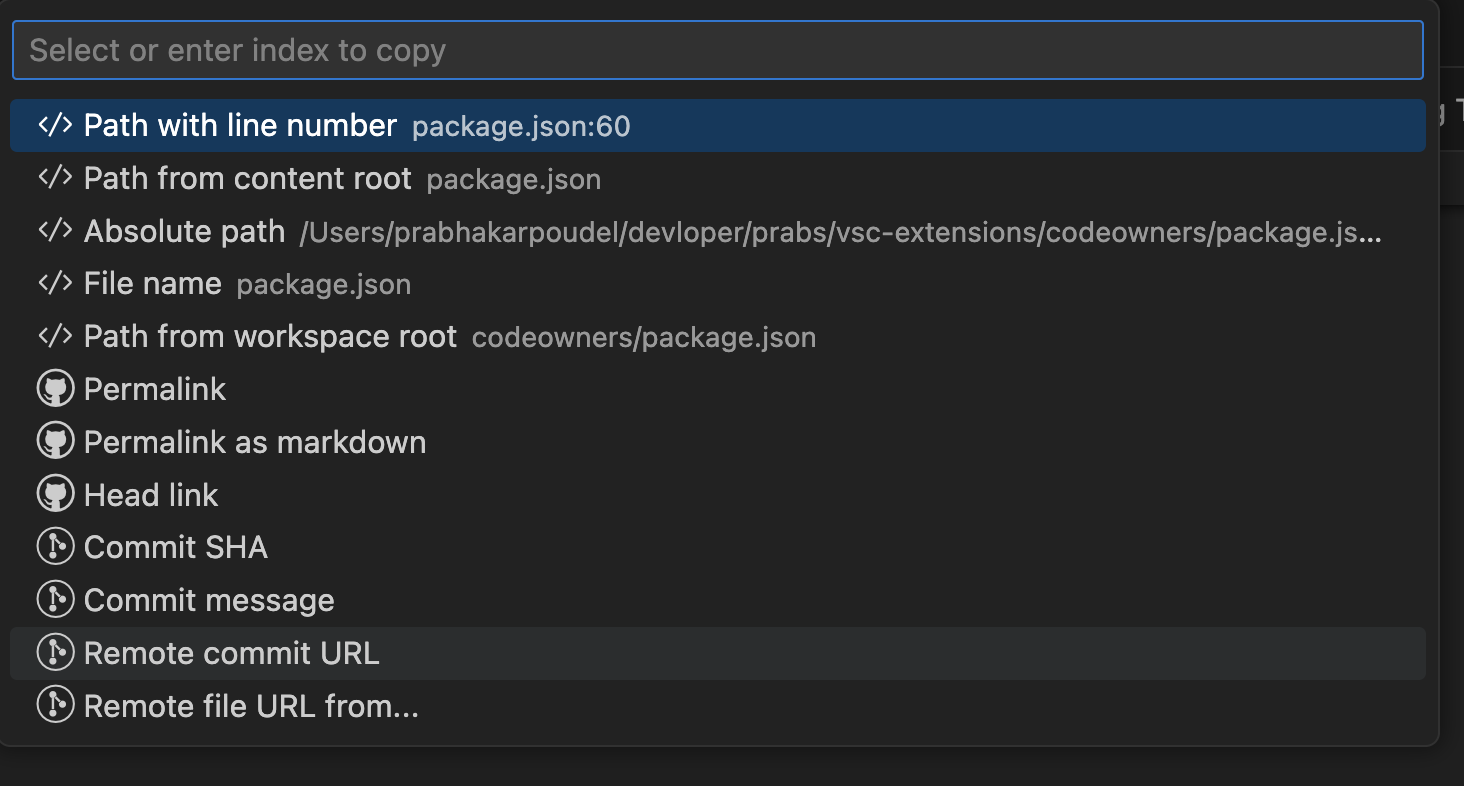 Select or enter index to copy
Path with line number package.json:60
Path from content root package.json
Absolute path /Users/prabhakarpoudel/devloper/prabs/vsc-extensions/codeowners/package.js...
File name package.json
Path from workspace root codeowners/package.json
Permalink
Permalink as markdown
Head link
Commit SHA
Commit message
Remote commit URL
Remote file URL from...